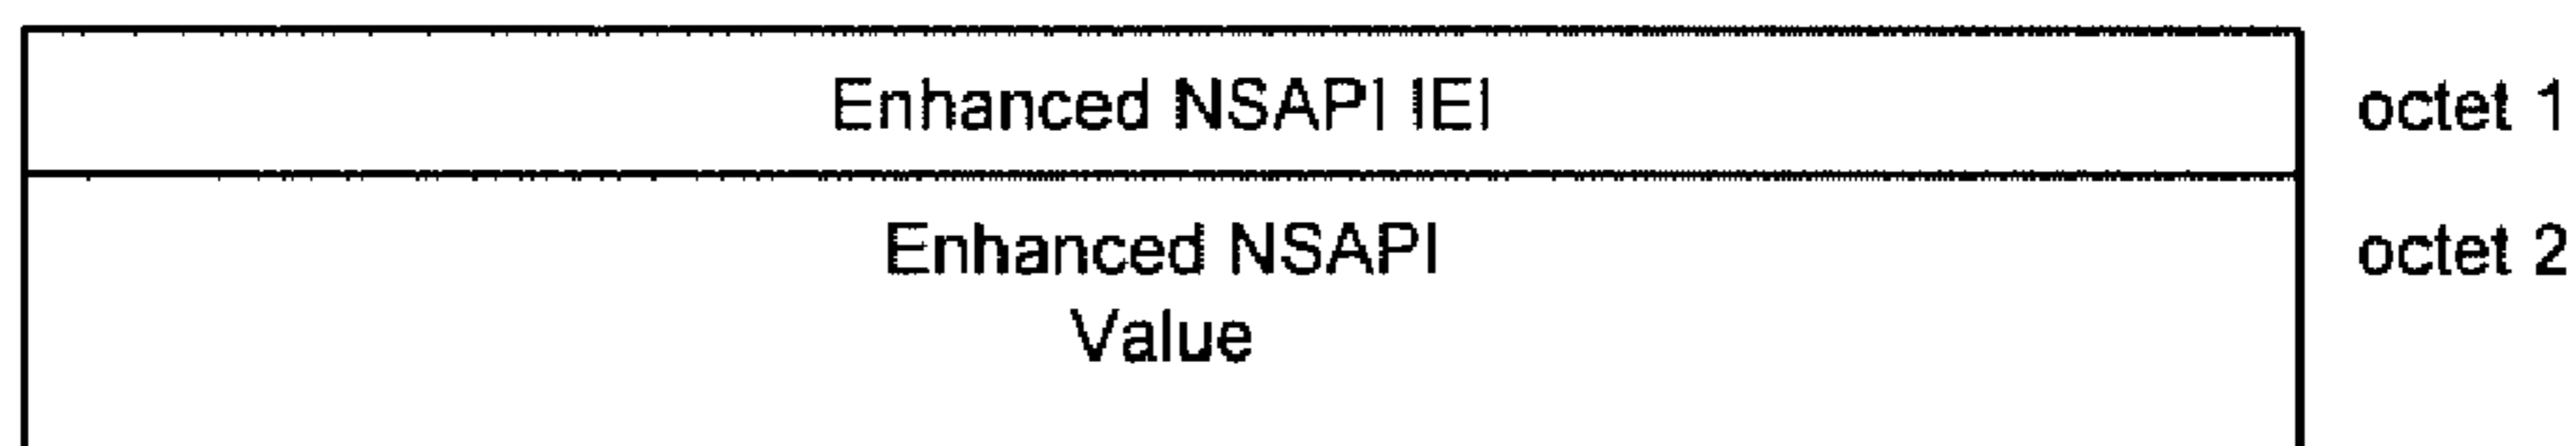 Enhanced NSAPI IEI octet 1
Enhanced NSAPI octet 2
Value